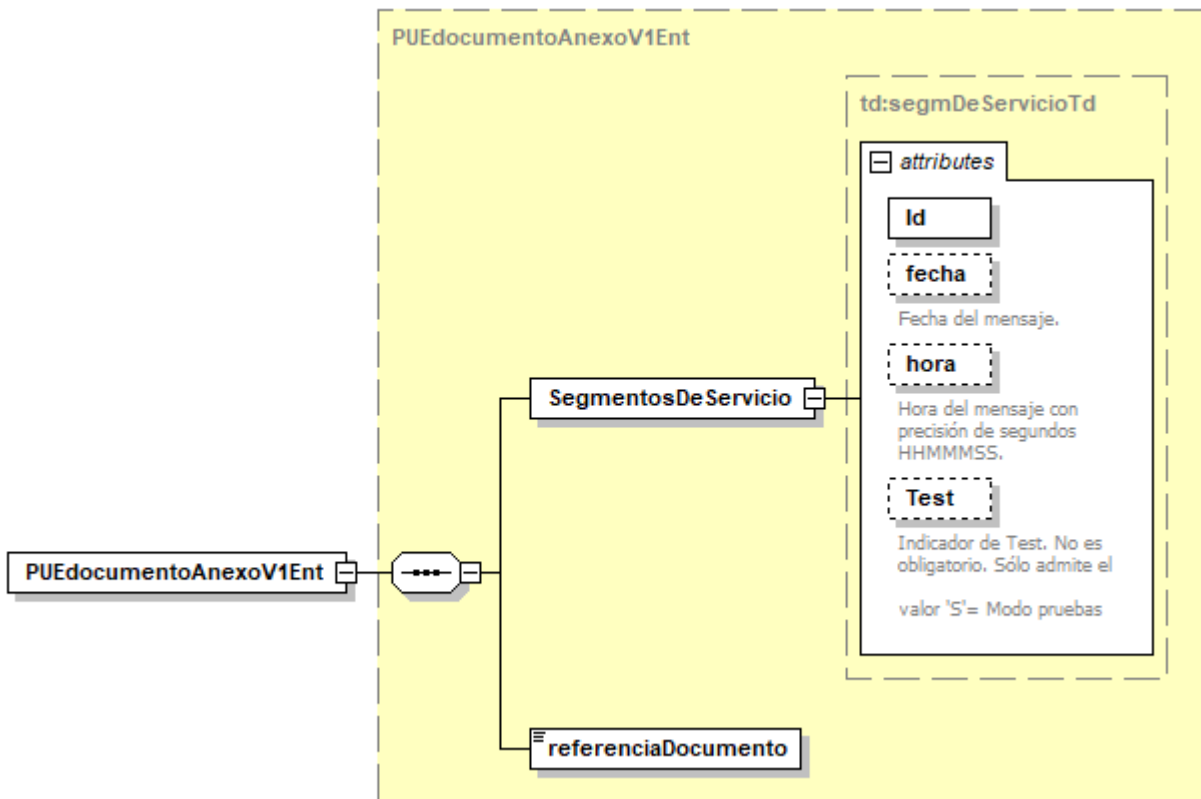 PUEdocumentoAnexoV1Ent
td:segmDeServicioTd
attributes
Id
fecha
Fecha del mensaje.
hora
Hora del mensaje con
precisión de segundos
HHMMMSS.
Test
Indicador de Test. No es
obligatorio. Sólo admite el
valor 'S'= Modo pruebas
SegmentosDeServicio
PUEdocumentoAnexoV1Ent
referenciaDocumento